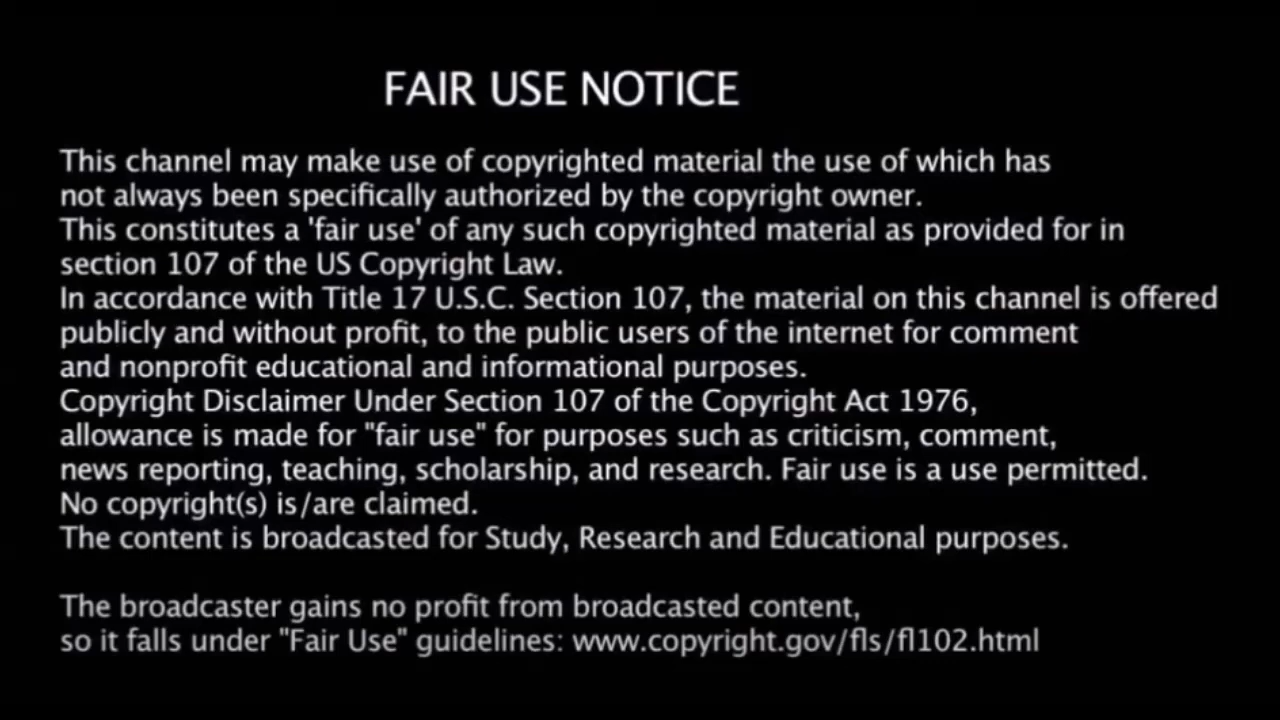 FAIR USE NOTICE
This channel may make use of copyrighted material the use of which has
not always been specifically authorized by the copyright owner.
This constitutes a 'fair use' of any such copyrighted material as provided for in
section 107 of the US Copyright Law.
In accordance with Title 17 U.S.C. Section 107, the material on this channel is offered
publicly and without profit, to the public users of the internet for comment
and nonprofit educational and informational purposes.
Copyright Disclaimer Under Section 107 of the Copyright Act 1976,
allowance is made for "fair use" for purposes such as criticism, comment,
news reporting, teaching, scholarship, and research. Fair use is a use permitted.
No copyright(s) is/are claimed.
The content is broadcasted for Study, Research and Educational purposes.
The broadcaster gains no profit from broadcasted content,
so it falls under "Fair Use" guidelines: www.copyright.gov/fls/fl102.html